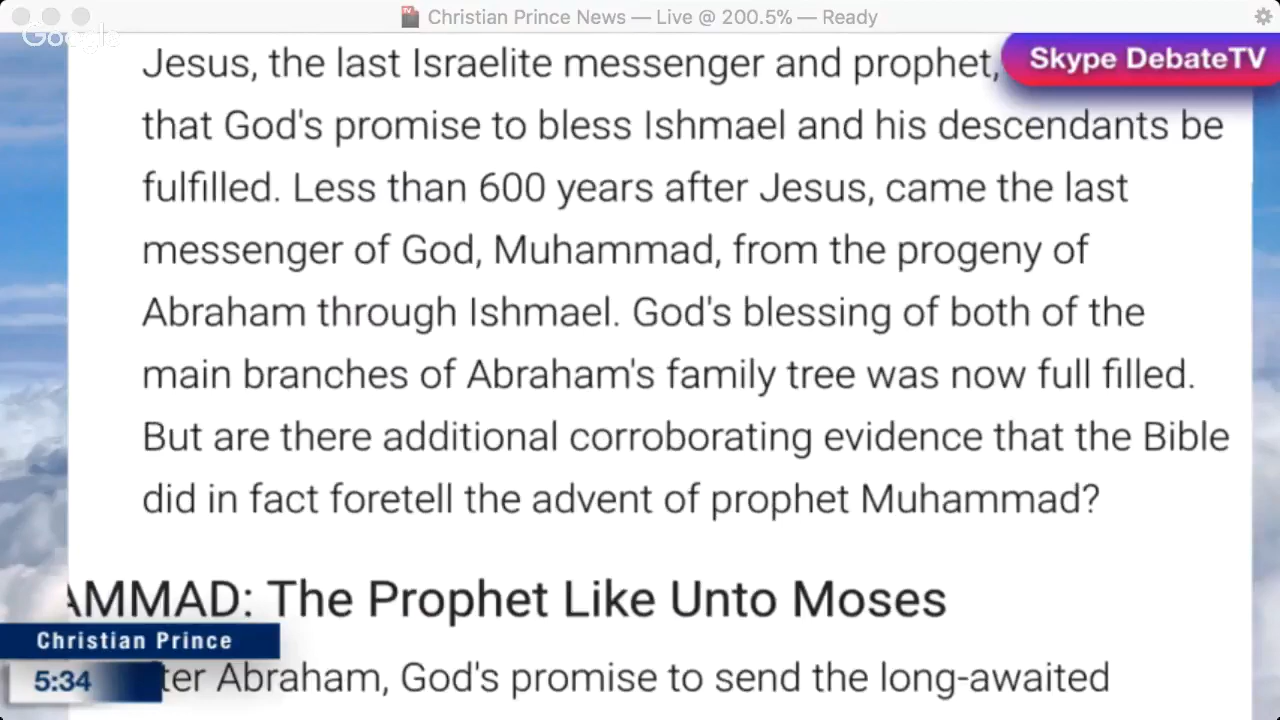 Christian Prince News — Live @ 200.5% — Ready
Google
Skype DebateTV
Jesus, the last Israelite messenger and prophet,
that God's promise to bless Ishmael and his descendants be
fulfilled. Less than 600 years after Jesus, came the last
messenger of God, Muhammad, from the progeny of
Abraham through Ishmael. God's blessing of both of the
main branches of Abraham's family tree was now full filled.
But are there additional corroborating evidence that the Bible
did in fact foretell the advent of prophet Muhammad?
AMMAD: The Prophet Like Unto Moses
Christian Prince
5:34
ter Abraham, God's promise to send the long-awaited